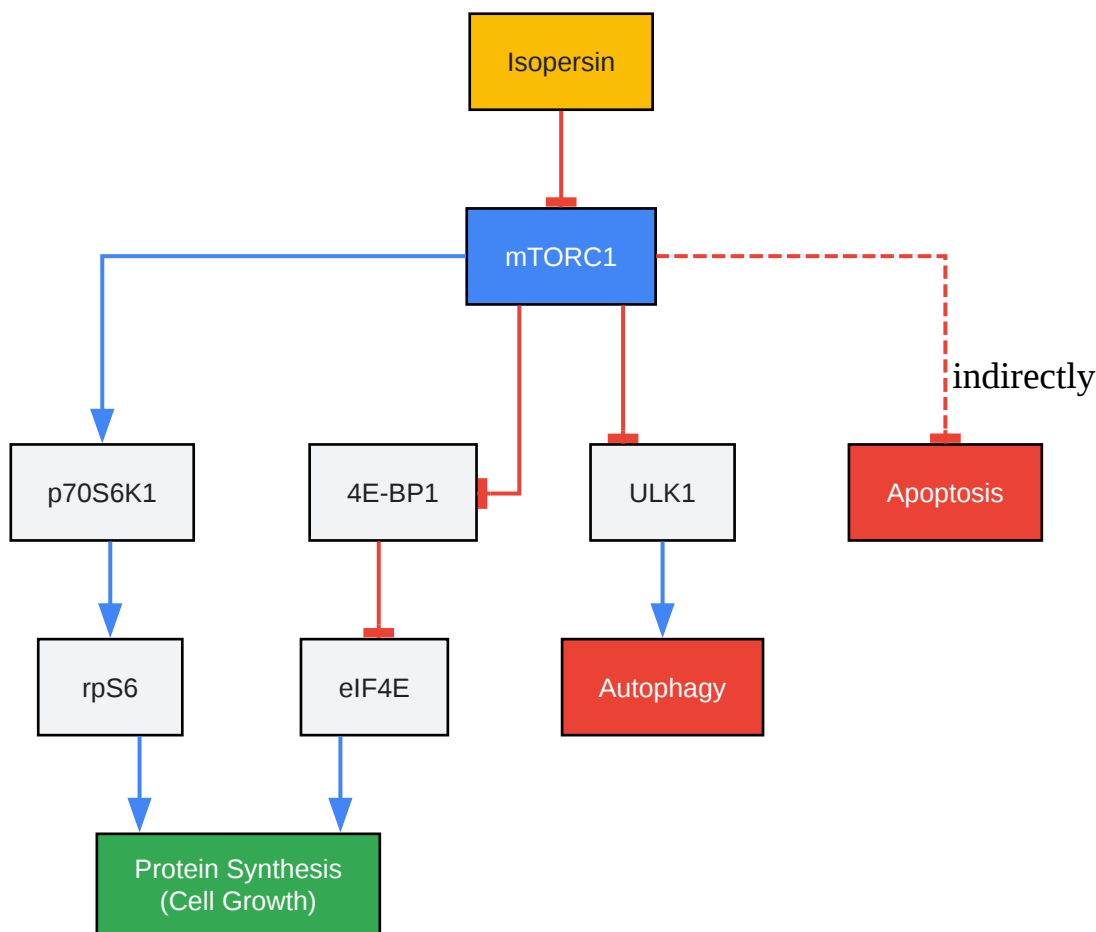 Isopersin
mTORC1
indirectly
p70S6K1
4E-BP1
ULK1
Apoptosis
rpS6
eIF4E
Autophagy
Protein Synthesis
(Cell Growth)